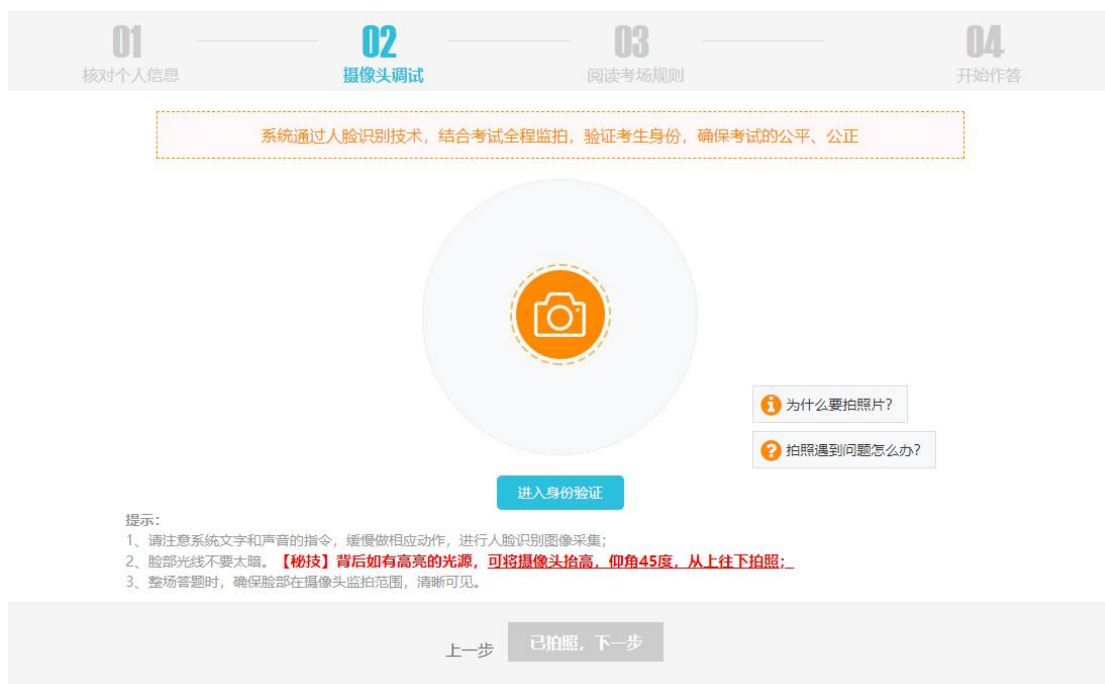 01
02
03
04
核对个人信息
摄像头调试
阅读考场规则
开始作答
系统通过人脸识别技术，结合考试全程监拍，验证考生身份，确保考试的公平、公正
为什么要拍照片？
拍照遇到问题怎么办？
进入身份验证
提示：
1、请注意系统文字和声音的指令，缓慢做相应动作，进行人脸识别图像采集；
2、脸部光线不要太暗。【秘技】背后如有高亮的光源，可将摄像头抬高，仰角45度，从上往下拍照；
3、整场答题时，确保脸部在摄像头监拍范围，清晰可见。
上一步
已拍照，下一步